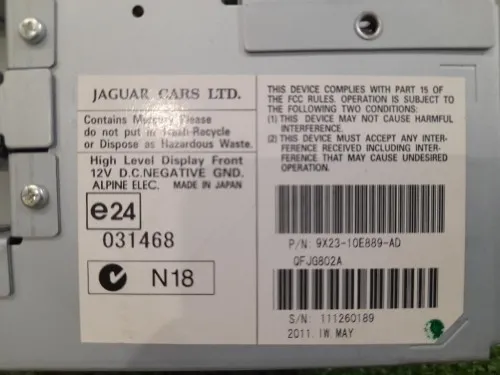 JAGUAR CARS LTD.
Contains Mercury Please
do not put in Trash-Recycle
or Dispose as Hazardous Waste.
High Level Display Front
12V D.C.NEGATIVE GND.
ALPINE ELEC. MADE IN JAPAN
e24
031468
N18
THIS DEVICE COMPLIES WITH PART 15 OF
THE FCC RULES. OPERATION IS SUBJECT TO
THE FOLLOWING TWO CONDITIONS:
(1) THIS DEVICE MAY NOT CAUSE HARMFUL
INTERFERENCE.
(2) THIS DEVICE MUST ACCEPT ANY INTER-
FERENCE RECEIVED INCLUDING INTER-
FERENCE THAT MAY CAUSE UNDESIRED
OPERATION.
P/N: 9X23-10E889-AD
QFJG802A
S/N: 111260189
2011.IW.MAY